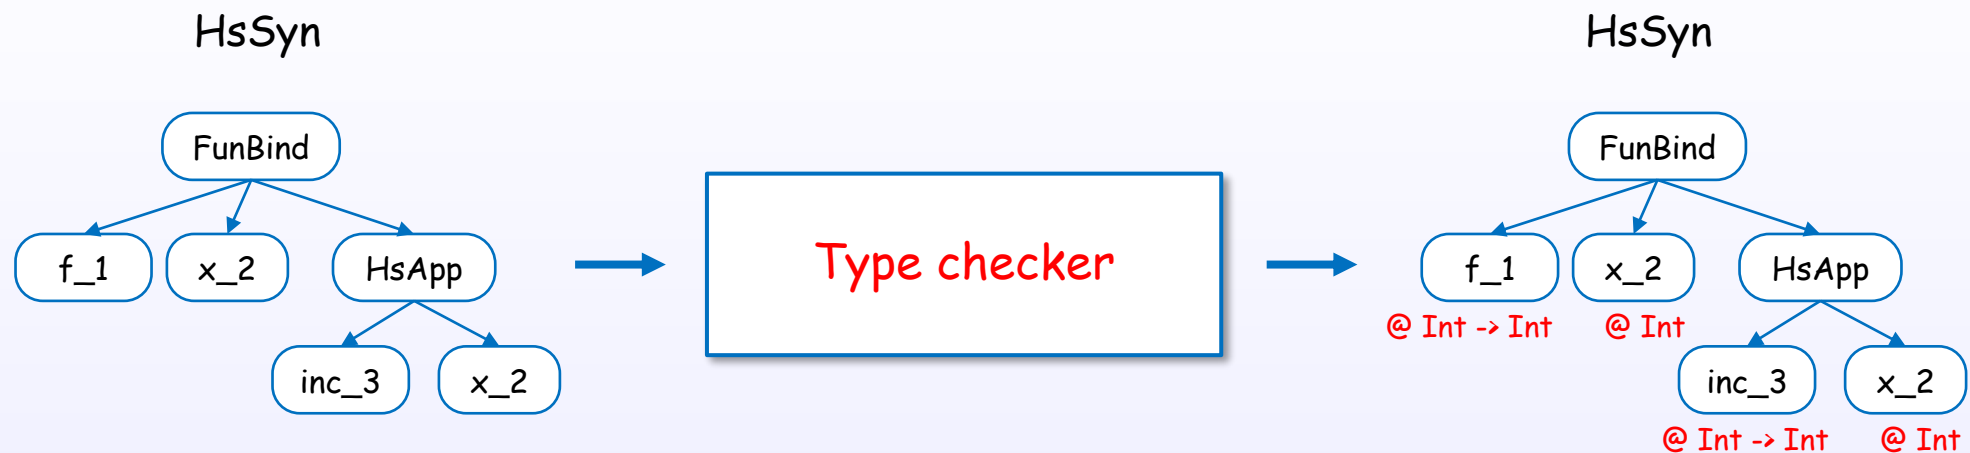 HsSyn
FunBind
f_1
x_2
HsApp
inc_3
x_2
Type checker
HsSyn
FunBind
f_1
x_2
HsApp
@ Int -> Int
@ Int
inc_3
x_2
@ Int -> Int
@ Int